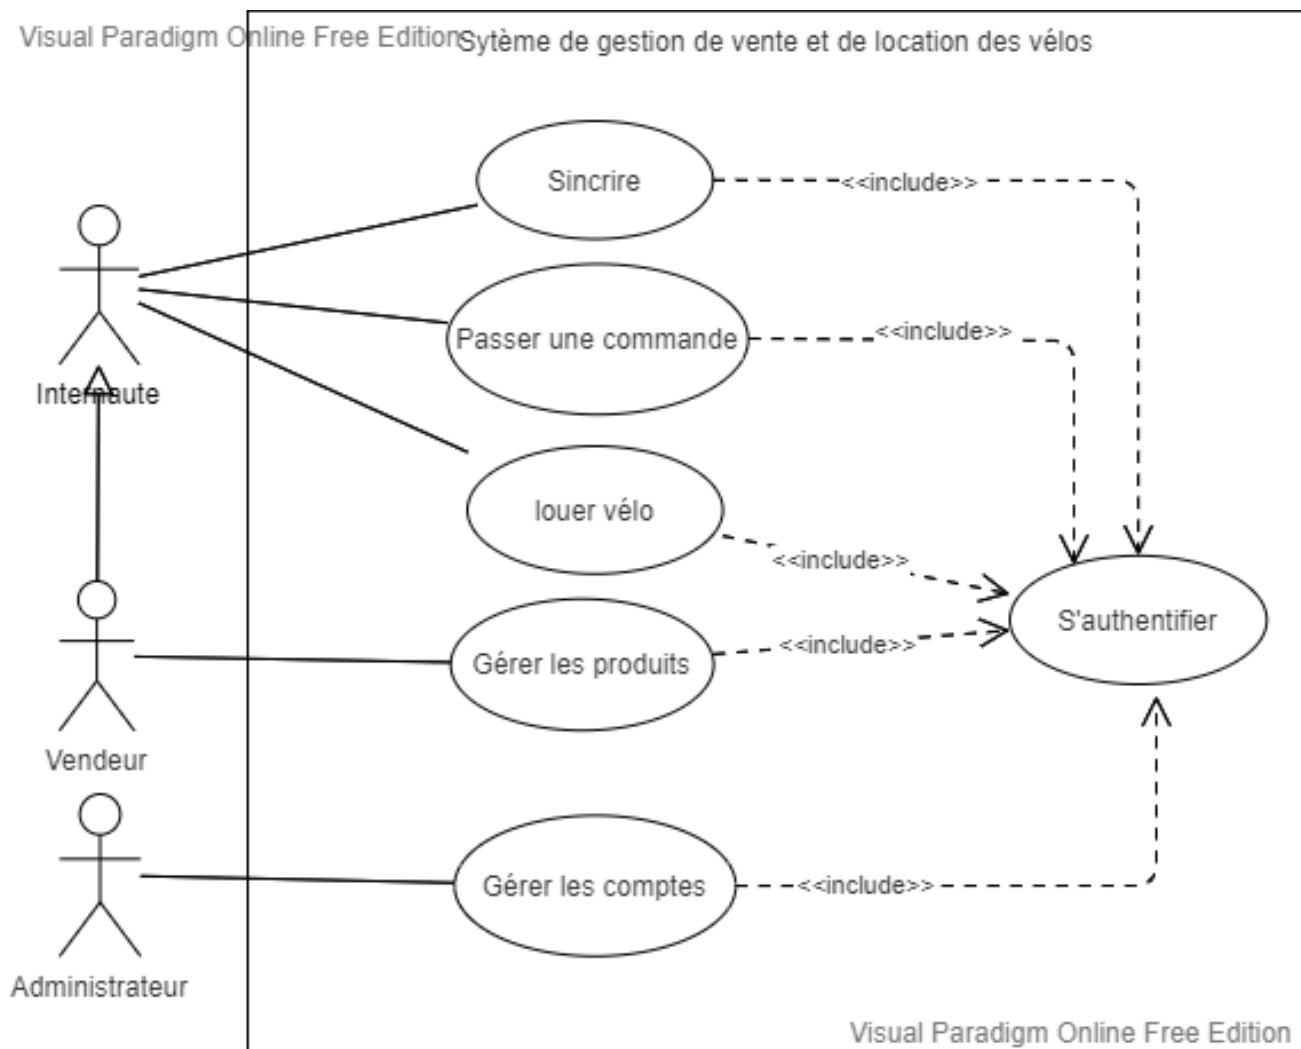 Visual Paradigm Online Free Edition
Sytème de gestion de vente et de location des vélos
Sincrire
<<include>>
Passer une commande
<<include>>
Internaute
louer vélo
<<include>>
S'authentifier
Gérer les produits
<<include>>
Vendeur
Gérer les comptes
<<include>>
Administrateur
Visual Paradigm Online Free Edition